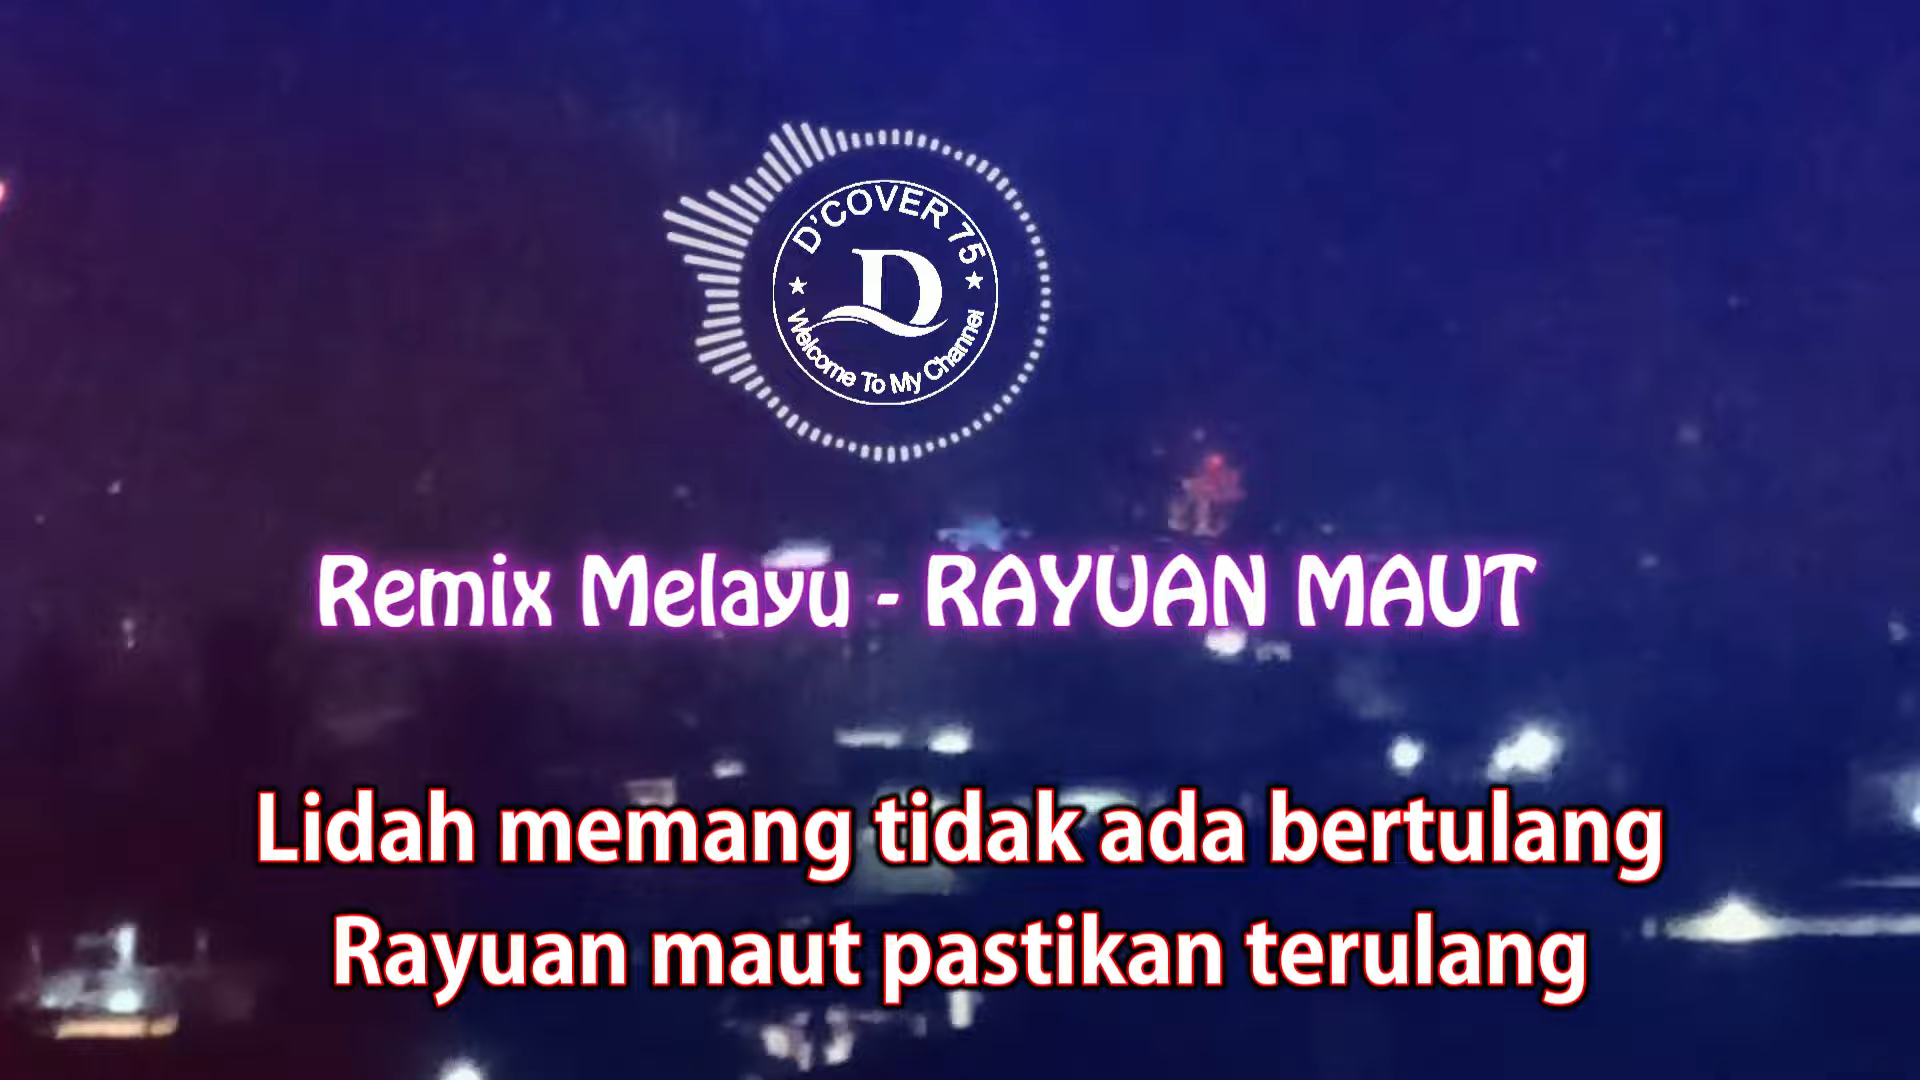 D'COVER 75
D
Welcome To My Channel
Remix Melayu - RAYUAN MAUT
Lidah memang tidak ada bertulang
Rayuan maut pastikan terulang